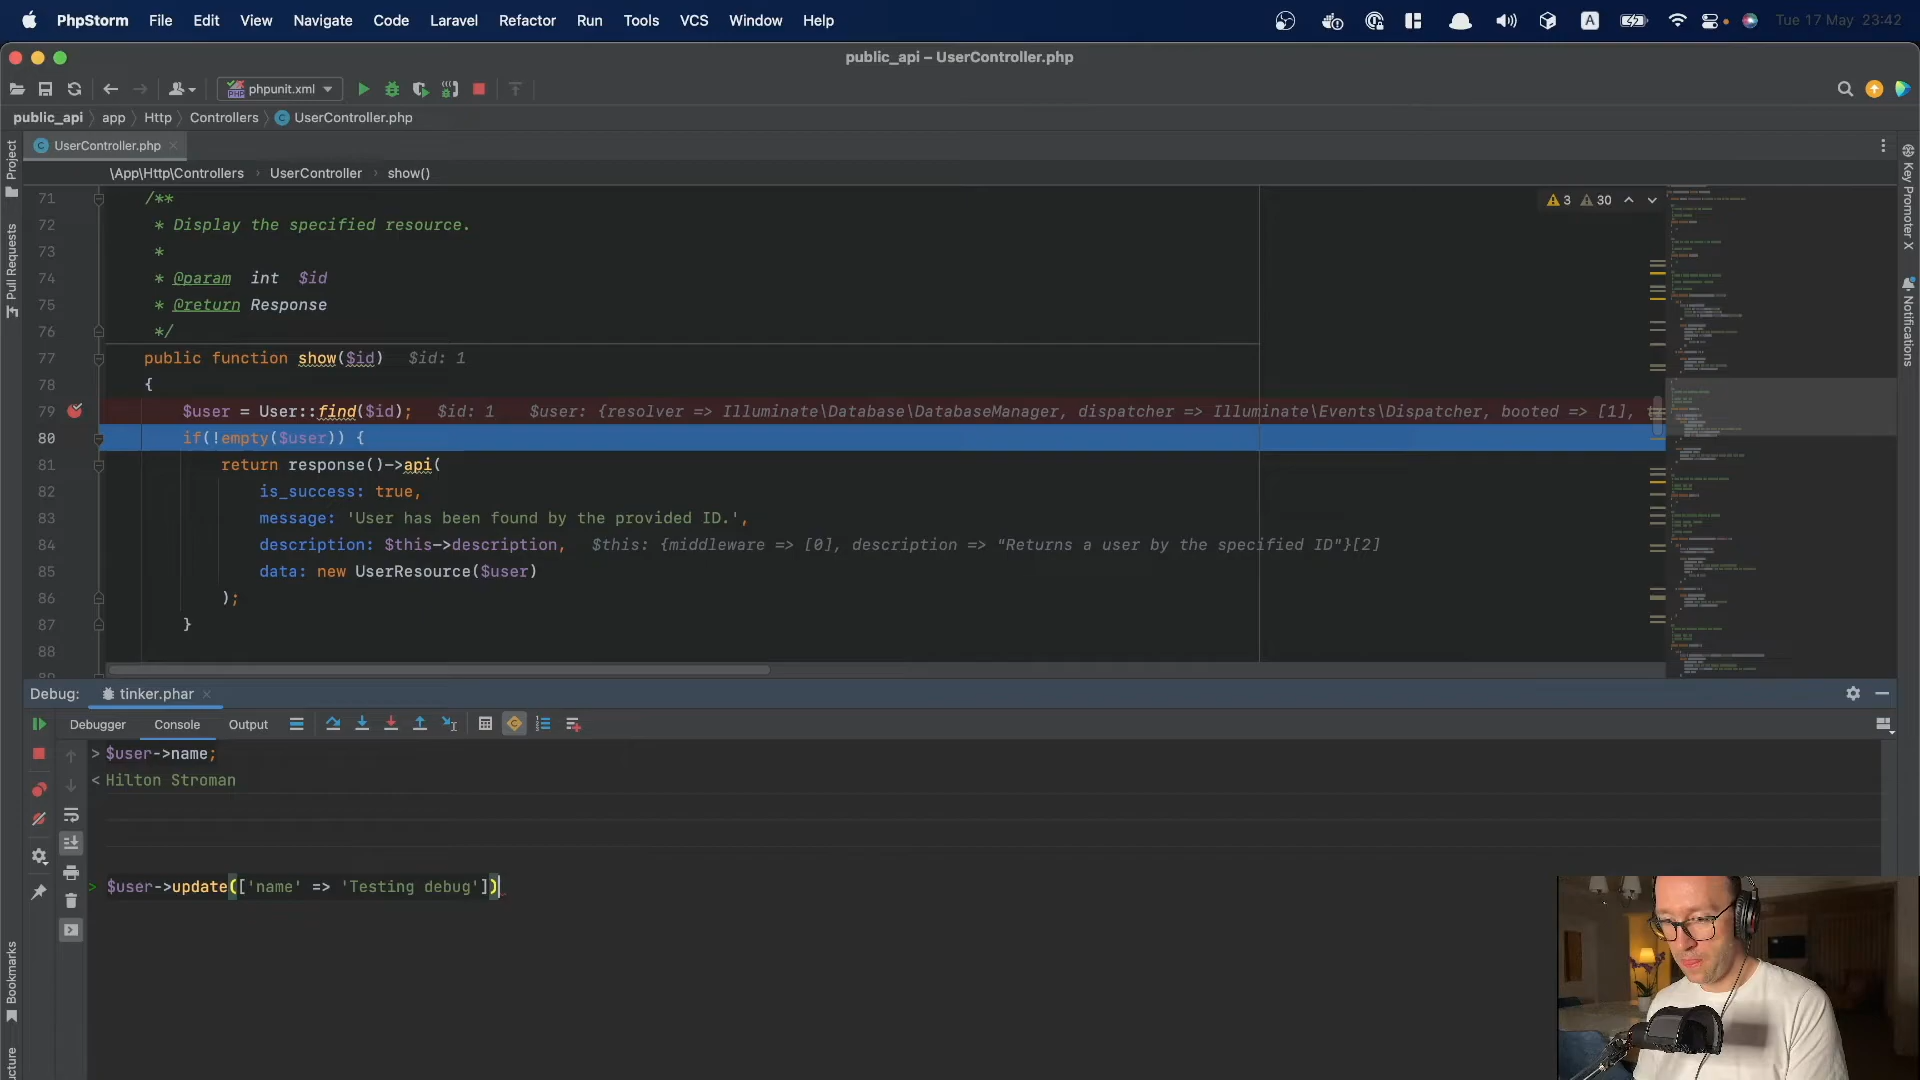 PhpStorm File Edit View Navigate Code Laravel Refactor Run Tools VCS Window Help A Tue 17 May 23:42
public_api – UserController.php
phpunit.xml
public_api app Http Controllers UserController.php
UserController.php
\App\Http\Controllers › UserController › show()
3 30
71 /**
72 * Display the specified resource.
73 *
74 * @param int $id
75 * @return Response
76 */
77 public function show($id) $id: 1
78 {
79 $user = User::find($id); $id: 1 $user: {resolver => Illuminate\Database\DatabaseManager, dispatcher => Illuminate\Events\Dispatcher, booted => [1],
80 if(!empty($user)) {
81 return response()->api(
82 is_success: true,
83 message: 'User has been found by the provided ID.',
84 description: $this->description, $this: {middleware => [0], description => "Returns a user by the specified ID"}[2]
85 data: new UserResource($user)
86 );
87 }
88
Project
Pull Requests
Bookmarks
Key Promoter X
Notifications
Debug: tinker.phar
Debugger Console Output
> $user->name;
< Hilton Stroman
> $user->update(['name' => 'Testing debug'])